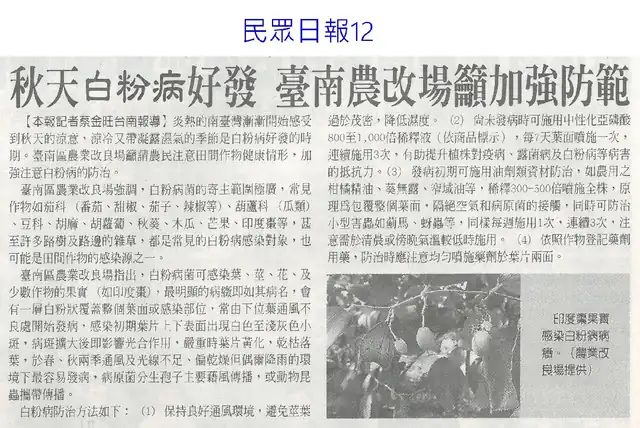 民眾日報12
秋天白粉病好發 臺南農改場籲加強防範
【本報記者蔡金旺台南報導】炎熱的南臺灣漸漸開始感受
到秋天的涼意，涼冷又帶凝露濕氣的季節是白粉病好發的時
期。臺南區農業改良場籲農民注意田間作物健康情形，加
強注意白粉病的防治。
臺南區農業改良場強調，白粉病菌的寄主範圍極廣，常見
作物如茄科（番茄、甜椒、茄子、辣椒等）、葫蘆科（瓜類）
、豆科、胡麻、胡蘿蔔、秋葵、木瓜、芒果、印度棗等，甚
至許多路樹及路邊的雜草，都是常見的白粉病感染對象，也
可能是田間作物的感染源之一。
臺南區農業改良場指出，白粉病菌可感染葉、莖、花、及
少數作物的果實（如印度棗），最明顯的病徵即如其病名，會
有一層白粉狀覆蓋整個葉面或感染部位，常由下位葉通風不
良處開始發病，感染初期葉片上下表面出現白色至淺灰色小
斑，病斑擴大後即影響光合作用，嚴重時葉片黃化、乾枯落
葉，於春、秋兩季通風及光線不足、偏乾燥但偶爾降雨的環
境下最容易發病，病原菌分生孢子主要藉風傳播，或動物昆
蟲攜帶傳播。
白粉病防治方法如下：（1）保持良好通風環境，避免莖葉
過於茂密，降低濕度。（2）尚未發病時可施用中性化亞磷酸
800至1,000倍稀釋液（依商品標示），每7天葉面噴施一次，
連續施用3次，有助提升植株對疫病、露菌病及白粉病等病害
的抵抗力。（3）發病初期可施用油劑類資材防治，如農用之
柑橘精油、葵無露、窄域油等，稀釋300-500倍噴施全株，原
理為包覆整個葉面，隔絕空氣和病原菌的接觸，同時可防治
小型害蟲如薊馬、蚜蟲等，同樣每週施用1次，連續3次，注
意需於清晨或傍晚氣溫較低時施用。（4）依照作物登記藥劑
用藥，防治時應注意均勻噴施藥劑於葉片兩面。
印度棗果實
感染白粉病病
徵。（農業改
良場提供）